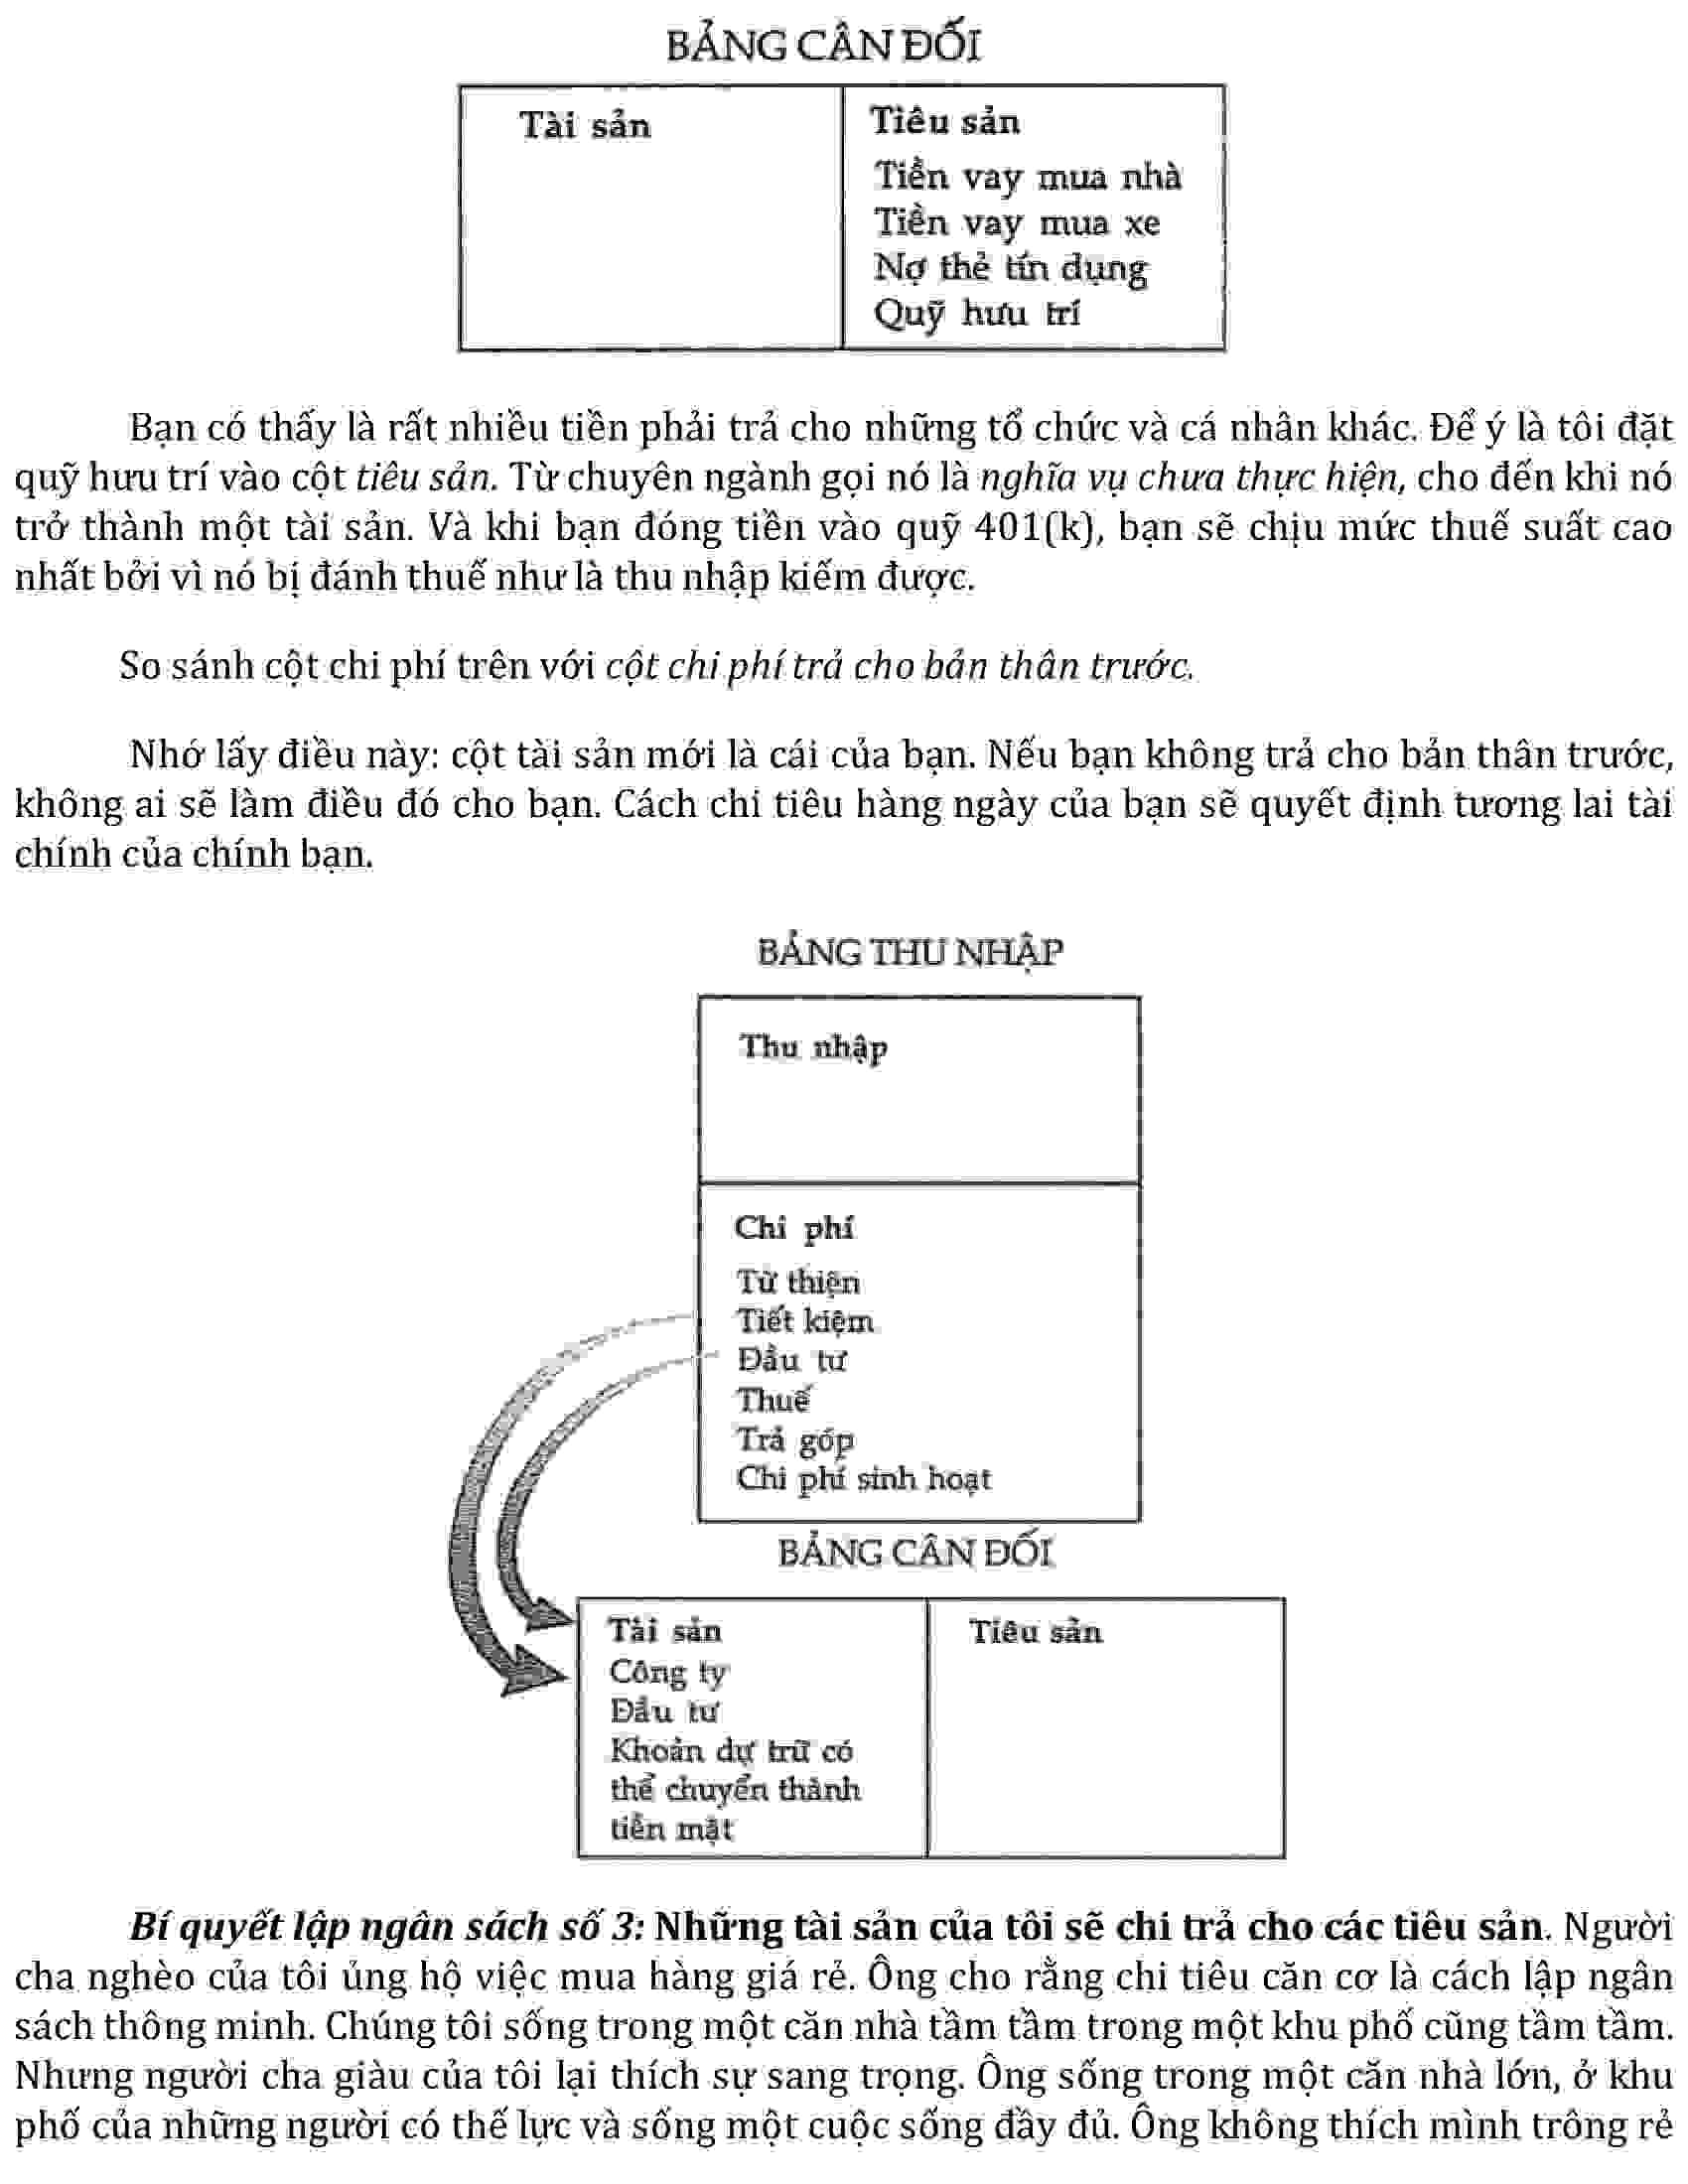 BẢNG CÂN ĐỐI
Tài sản
Tiêu sản
Tiền vay mua nhà
Tiền vay mua xe
Nợ thẻ tín dụng
Quỹ hưu trí
Bạn có thấy là rất nhiều tiền phải trả cho những tổ chức và cá nhân khác. Để ý là tôi đặt
quỹ hưu trí vào cột tiêu sản. Từ chuyên ngành gọi nó là nghĩa vụ chưa thực hiện, cho đến khi nó
trở thành một tài sản. Và khi bạn đóng tiền vào quỹ 401(k), bạn sẽ chịu mức thuế suất cao
nhất bởi vì nó bị đánh thuế như là thu nhập kiếm được.
So sánh cột chi phí trên với cột chi phí trả cho bản thân trước.
Nhớ lấy điều này: cột tài sản mới là cái của bạn. Nếu bạn không trả cho bản thân trước,
không ai sẽ làm điều đó cho bạn. Cách chi tiêu hàng ngày của bạn sẽ quyết định tương lai tài
chính của chính bạn.
BẢNG THU NHẬP
Thu nhập
Chi phí
Từ thiện
Tiết kiệm
Đầu tư
Thuế
Trả góp
Chi phí sinh hoạt
BẢNG CÂN ĐỐI
Tài sản
Công ty
Đầu tư
Khoản dự trữ có
thể chuyển thành
tiền mặt
Tiêu sản
Bí quyết lập ngân sách số 3: Những tài sản của tôi sẽ chi trả cho các tiêu sản. Người
cha nghèo của tôi ủng hộ việc mua hàng giá rẻ. Ông cho rằng chi tiêu căn cơ là cách lập ngân
sách thông minh. Chúng tôi sống trong một căn nhà tầm tầm trong một khu phố cũng tầm tầm.
Nhưng người cha giàu của tôi lại thích sự sang trọng. Ông sống trong một căn nhà lớn, ở khu
phố của những người có thế lực và sống một cuộc sống đầy đủ. Ông không thích mình trông rẻ